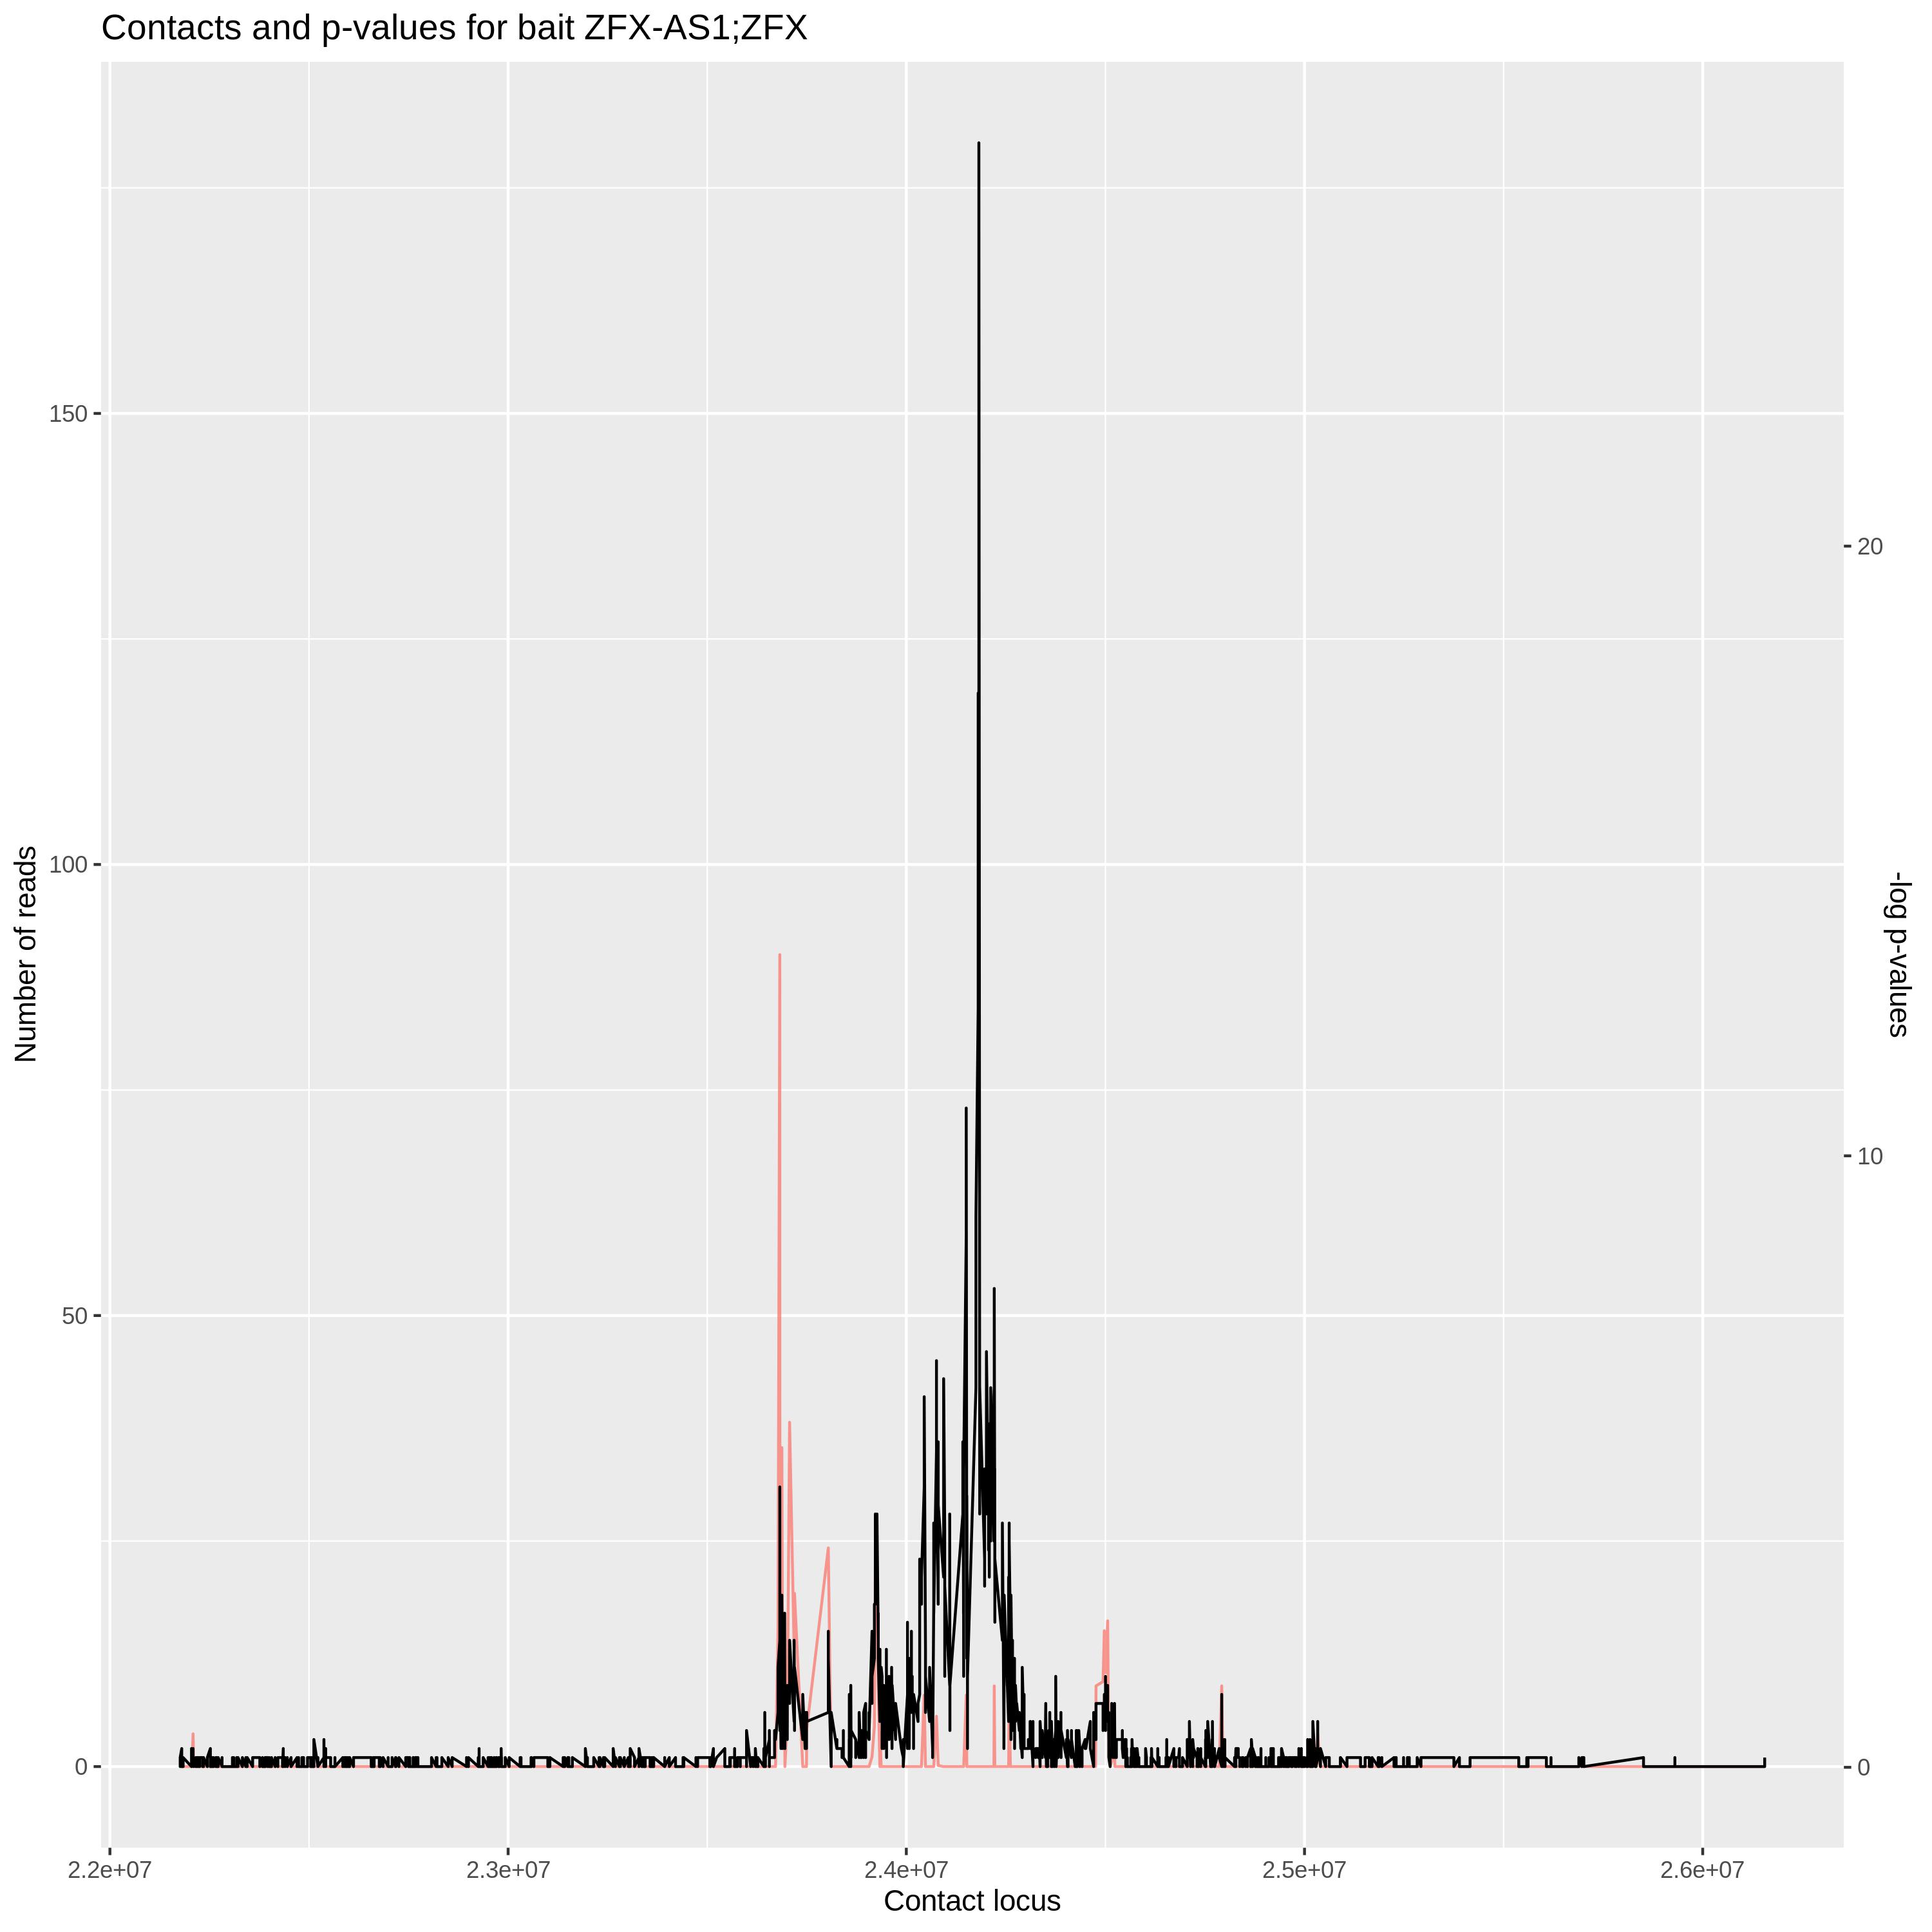 Contacts and p-values for bait ZFX-AS1;ZFX
150
100
50
0
Number of reads
20
10
0
-log p-values
2.2e+07
2.3e+07
2.4e+07
2.5e+07
2.6e+07
Contact locus